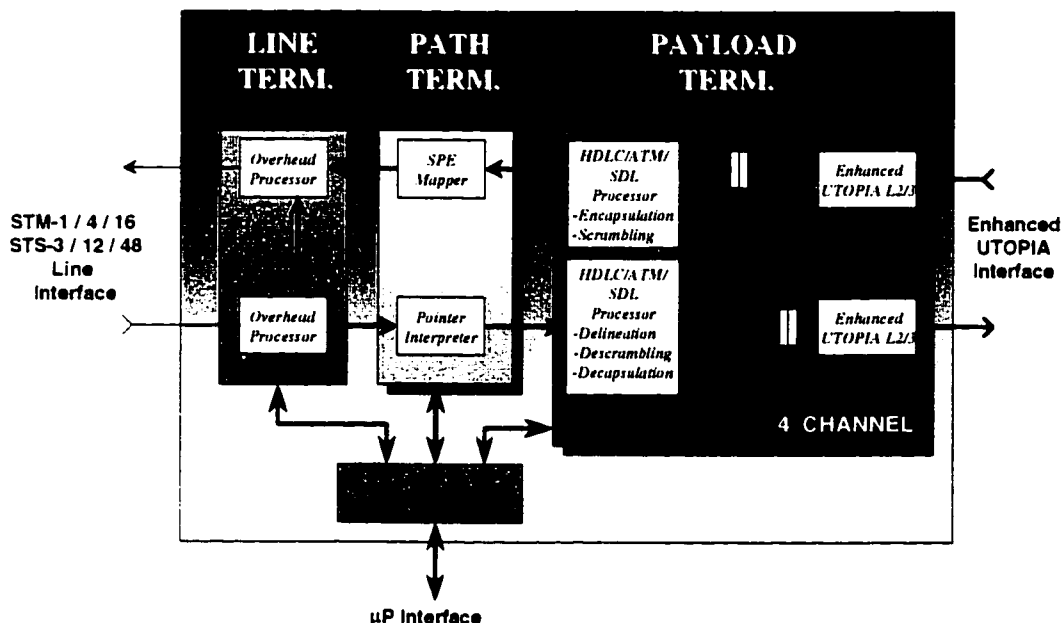 LINE
TERM.
PATH
TERM.
PAYLOAD
TERM.
Overhead
Processor
SPE
Mapper
HDLC/ATM/
SDL
Processor
-Encapsulation
-Scrambling
Enhanced
UTOPIA L2/3
STM-1 / 4 / 16
STS-3 / 12 / 48
Line
Interface
Enhanced
UTOPIA
Interface
Overhead
Processor
Pointer
Interpreter
HDLC/ATM/
SDL
Processor
-Delineation
-Descrambling
-Decapsulation
Enhanced
UTOPIA L2/3
4 CHANNEL
µP Interface